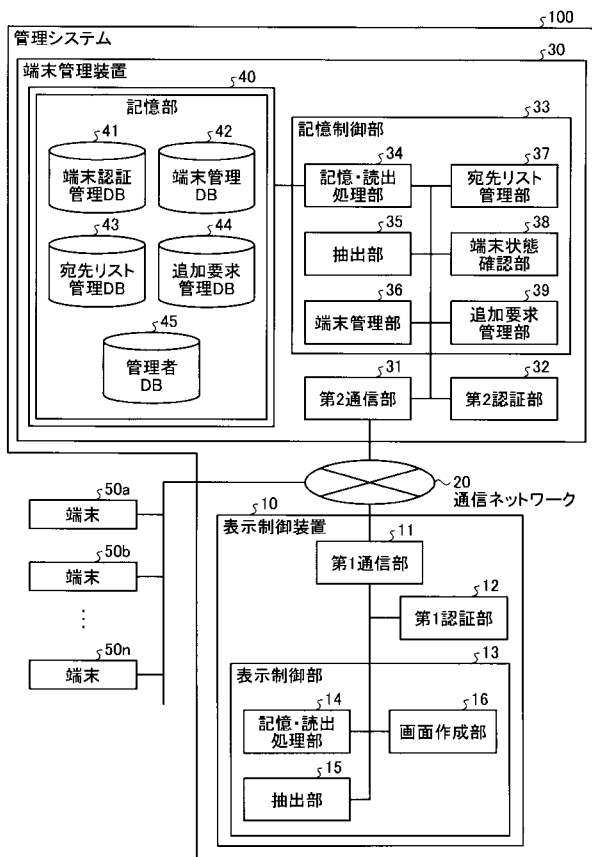 100
管理システム
30
端末管理装置
40
記憶部
41
端末認証
管理DB
42
端末管理
DB
43
宛先リスト
管理DB
44
追加要求
管理DB
45
管理者
DB
33
記憶制御部
34
記憶・読出
処理部
37
宛先リスト
管理部
35
抽出部
38
端末状態
確認部
36
端末管理部
39
追加要求
管理部
31
第2通信部
32
第2認証部
20
通信ネットワーク
50a
端末
50b
端末
⋮
50n
端末
10
表示制御装置
11
第1通信部
12
第1認証部
13
表示制御部
14
記憶・読出
処理部
16
画面作成部
15
抽出部